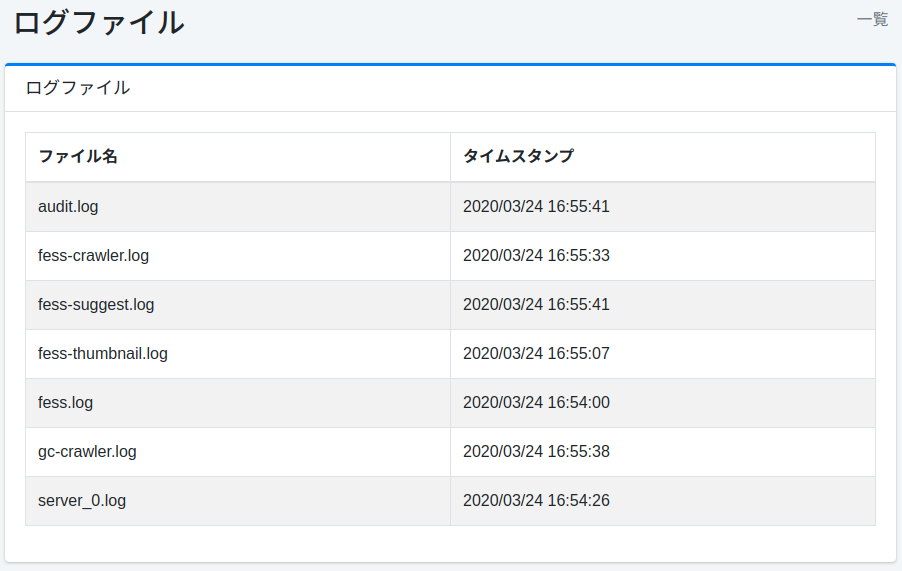 ログファイル
一覧
ログファイル
ファイル名 タイムスタンプ
audit.log 2020/03/24 16:55:41
fess-crawler.log 2020/03/24 16:55:33
fess-suggest.log 2020/03/24 16:55:41
fess-thumbnail.log 2020/03/24 16:55:07
fess.log 2020/03/24 16:54:00
gc-crawler.log 2020/03/24 16:55:38
server_0.log 2020/03/24 16:54:26